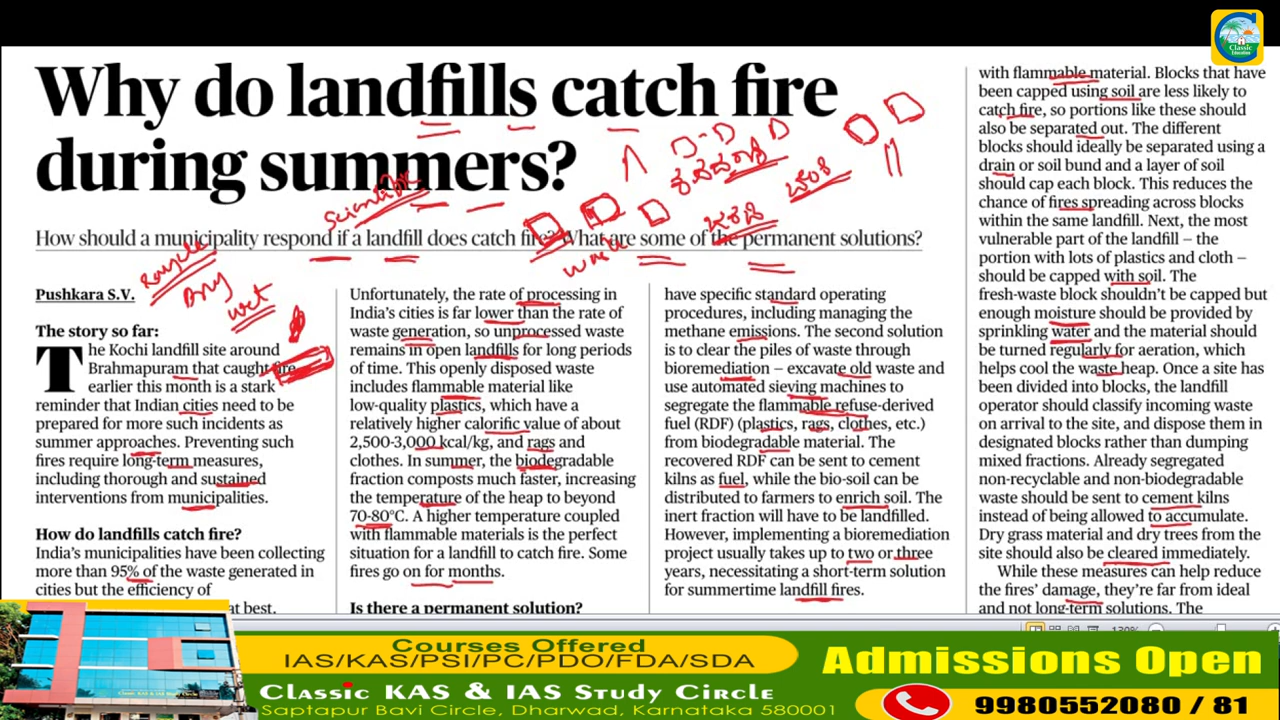 Classic
Education
Why do landfills catch fire
during summers?
Scientific
How should a municipality respond if a landfill does catch fire? What are some of the permanent solutions?
Recycle
Dry
wet
waste
Pushkara S.V.
The story so far:
The Kochi landfill site around
Brahmapuram that caught fire
earlier this month is a stark
reminder that Indian cities need to be
prepared for more such incidents as
summer approaches. Preventing such
fires require long-term measures,
including thorough and sustained
interventions from municipalities.
How do landfills catch fire?
India's municipalities have been collecting
more than 95% of the waste generated in
cities but the efficiency of
at best.
Unfortunately, the rate of processing in
India's cities is far lower than the rate of
waste generation, so unprocessed waste
remains in open landfills for long periods
of time. This openly disposed waste
includes flammable material like
low-quality plastics, which have a
relatively higher calorific value of about
2,500-3,000 kcal/kg, and rags and
clothes. In summer, the biodegradable
fraction composts much faster, increasing
the temperature of the heap to beyond
70-80°C. A higher temperature coupled
with flammable materials is the perfect
situation for a landfill to catch fire. Some
fires go on for months.
Is there a permanent solution?
have specific standard operating
procedures, including managing the
methane emissions. The second solution
is to clear the piles of waste through
bioremediation – excavate old waste and
use automated sieving machines to
segregate the flammable refuse-derived
fuel (RDF) (plastics, rags, clothes, etc.)
from biodegradable material. The
recovered RDF can be sent to cement
kilns as fuel, while the bio-soil can be
distributed to farmers to enrich soil. The
inert fraction will have to be landfilled.
However, implementing a bioremediation
project usually takes up to two or three
years, necessitating a short-term solution
for summertime landfill fires.
with flammable material. Blocks that have
been capped using soil are less likely to
catch fire, so portions like these should
also be separated out. The different
blocks should ideally be separated using a
drain or soil bund and a layer of soil
should cap each block. This reduces the
chance of fires spreading across blocks
within the same landfill. Next, the most
vulnerable part of the landfill – the
portion with lots of plastics and cloth –
should be capped with soil. The
fresh-waste block shouldn't be capped but
enough moisture should be provided by
sprinkling water and the material should
be turned regularly for aeration, which
helps cool the waste heap. Once a site has
been divided into blocks, the landfill
operator should classify incoming waste
on arrival to the site, and dispose them in
designated blocks rather than dumping
mixed fractions. Already segregated
non-recyclable and non-biodegradable
waste should be sent to cement kilns
instead of being allowed to accumulate.
Dry grass material and dry trees from the
site should also be cleared immediately.
While these measures can help reduce
the fires' damage, they're far from ideal
and not long-term solutions. The
130%
Courses Offered
IAS/KAS/PSI/PC/PDO/FDA/SDA
Classic KAS & IAS Study Circle
Saptapur Bavi Circle, Dharwad, Karnataka 580001
Admissions Open
9980552080 / 81